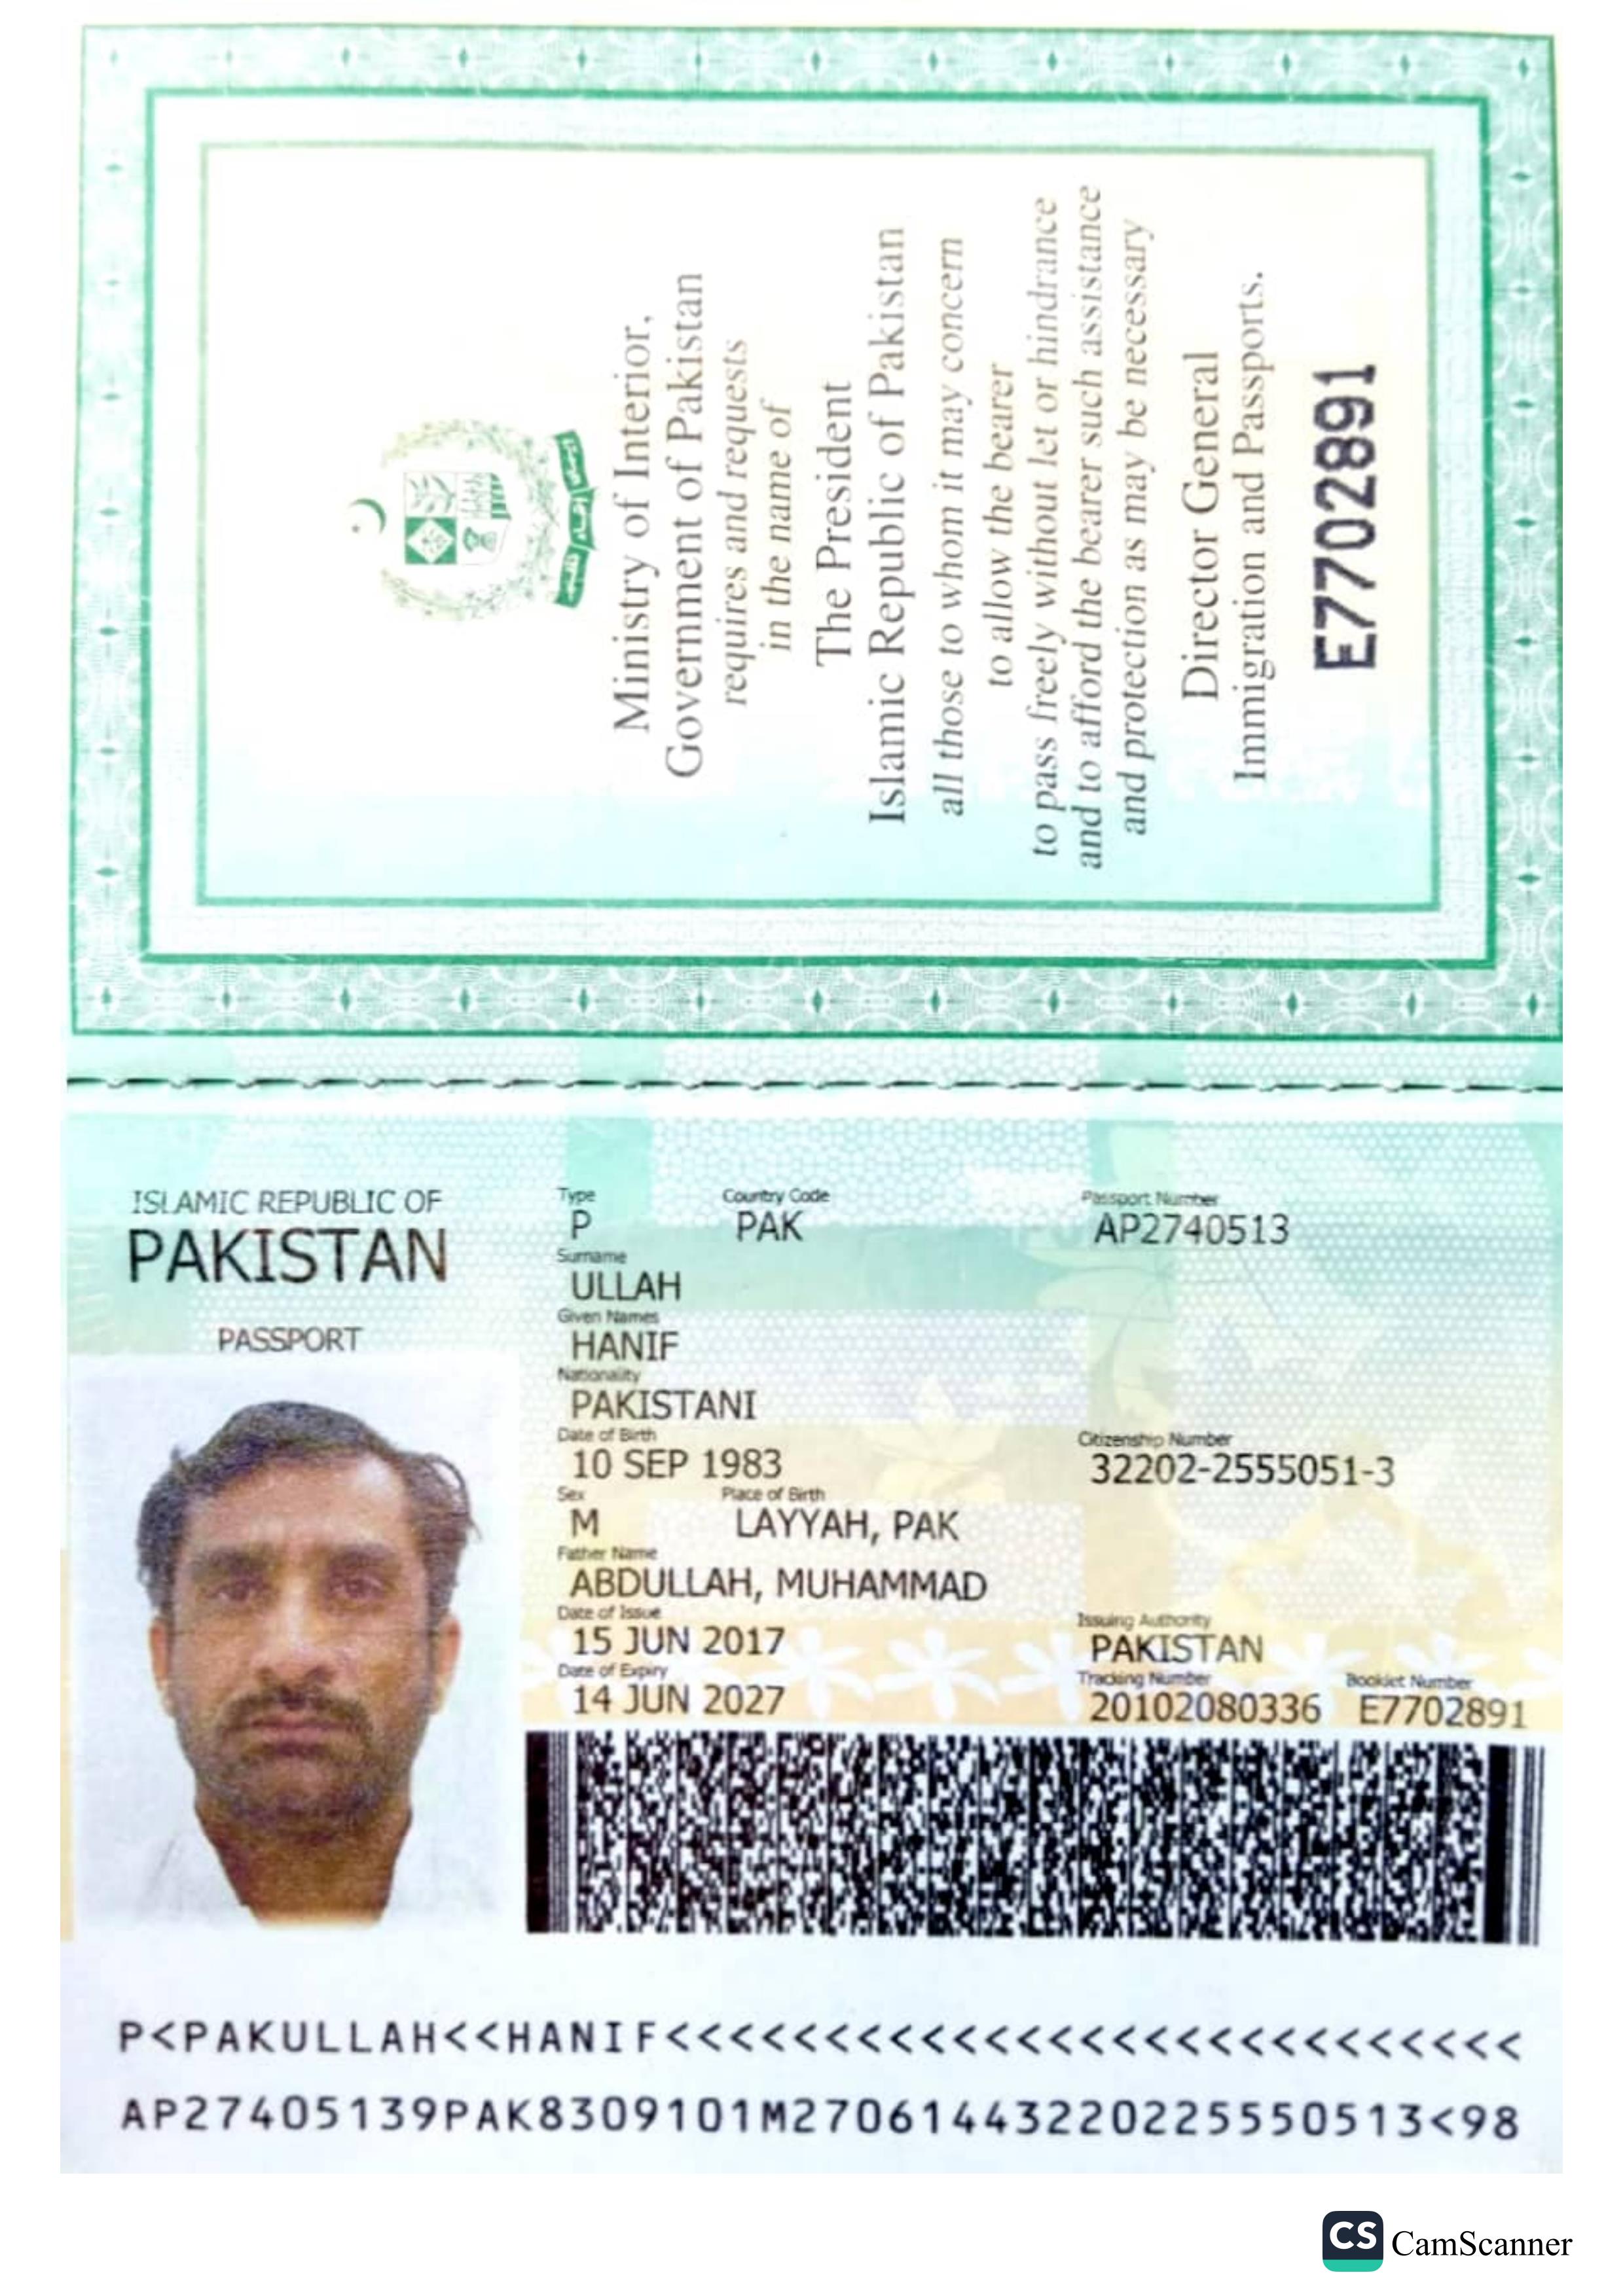 Ministry of Interior,
Government of Pakistan
requires and requests
in the name of
The President
Islamic Republic of Pakistan
all those to whom it may concern
to allow the bearer
to pass freely without let or hindrance
and to afford the bearer such assistance
and protection as may be necessary
Director General
Immigration and Passports.
E7702891
ISLAMIC REPUBLIC OF
PAKISTAN
PASSPORT
Type
P
Country Code
PAK
Passport Number
AP2740513
Surname
ULLAH
Given Names
HANIF
Nationality
PAKISTANI
Date of Birth
10 SEP 1983
Citizenship Number
32202-2555051-3
Sex
M
Place of Birth
LAYYAH, PAK
Father Name
ABDULLAH, MUHAMMAD
Date of Issue
15 JUN 2017
Issuing Authority
PAKISTAN
Date of Expiry
14 JUN 2027
Tracking Number
20102080336
Booklet Number
E7702891
P<PAKULLAH<<HANIF<<<<<<<<<<<<<<<<<<<<<<<<<<<
AP27405139PAK8309101M27061443220225550513<98
CS CamScanner